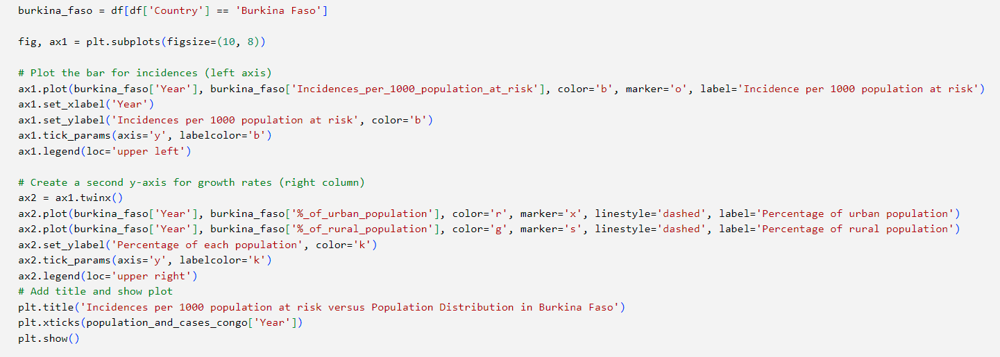 burkina_faso = df[df['Country'] == 'Burkina Faso']
fig, ax1 = plt.subplots(figsize=(10, 8))
# Plot the bar for incidences (left axis)
ax1.plot(burkina_faso['Year'], burkina_faso['Incidences_per_1000_population_at_risk'], color='b', marker='o', label='Incidence per 1000 population at risk')
ax1.set_xlabel('Year')
ax1.set_ylabel('Incidences per 1000 population at risk', color='b')
ax1.tick_params(axis='y', labelcolor='b')
ax1.legend(loc='upper left')
# Create a second y-axis for growth rates (right column)
ax2 = ax1.twinx()
ax2.plot(burkina_faso['Year'], burkina_faso['%_of_urban_population'], color='r', marker='x', linestyle='dashed', label='Percentage of urban population')
ax2.plot(burkina_faso['Year'], burkina_faso['%_of_rural_population'], color='g', marker='s', linestyle='dashed', label='Percentage of rural population')
ax2.set_ylabel('Percentage of each population', color='k')
ax2.tick_params(axis='y', labelcolor='k')
ax2.legend(loc='upper right')
# Add title and show plot
plt.title('Incidences per 1000 population at risk versus Population Distribution in Burkina Faso')
plt.xticks(population_and_cases_congo['Year'])
plt.show()